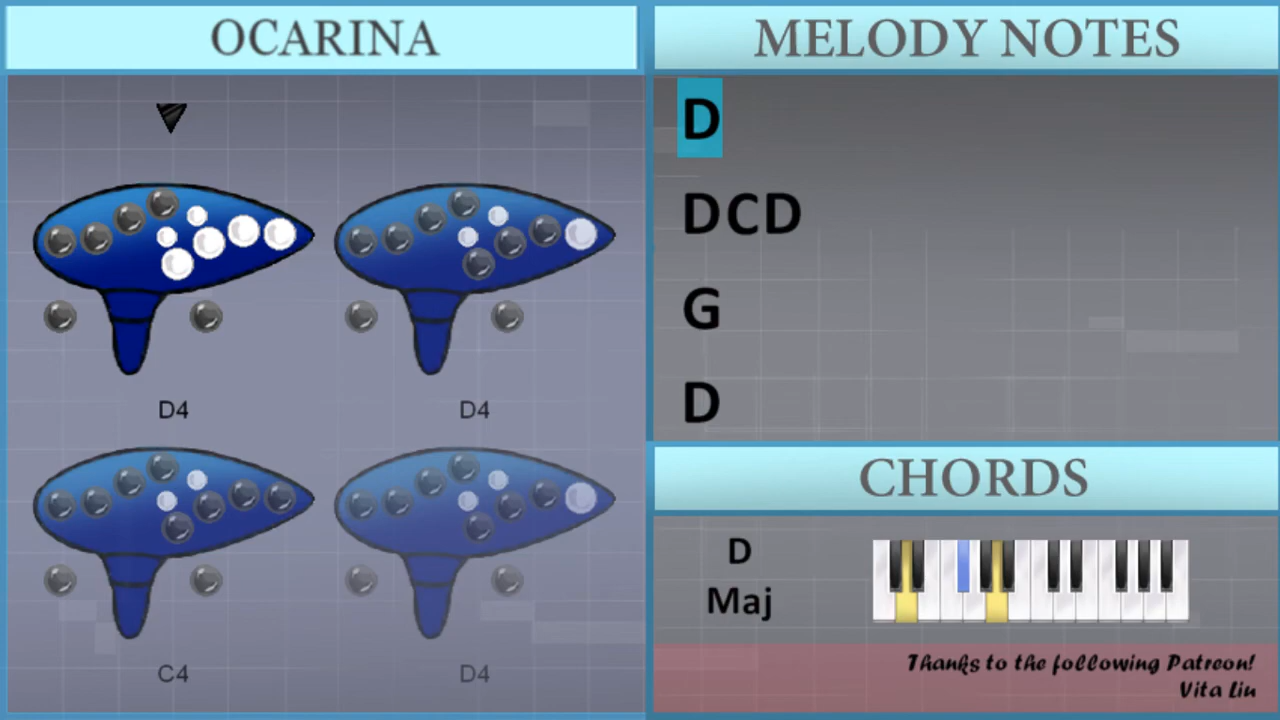 OCARINA
D4
D4
C4
D4
MELODY NOTES
D
DCD
G
D
CHORDS
D
Maj
Thanks to the following Patreon!
Vita Liu